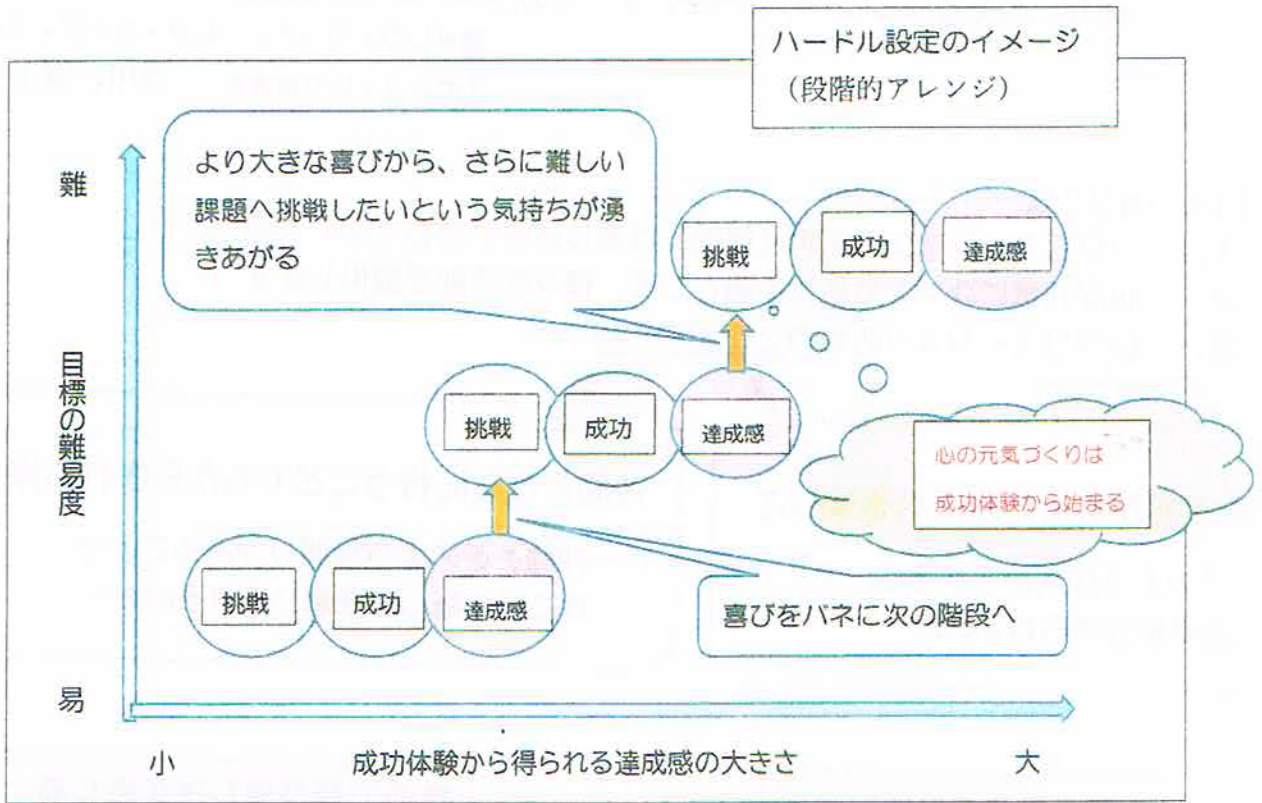 ハードル設定のイメージ
(段階的アレンジ)
より大きな喜びから、さらに難しい
課題へ挑戦したいという気持ちが湧
きあがる
難
挑戦
成功
達成感
目標の難易度
挑戦
成功
達成感
心の元気づくりは
成功体験から始まる
挑戦
成功
達成感
喜びをバネに次の階段へ
易
小
成功体験から得られる達成感の大きさ
大